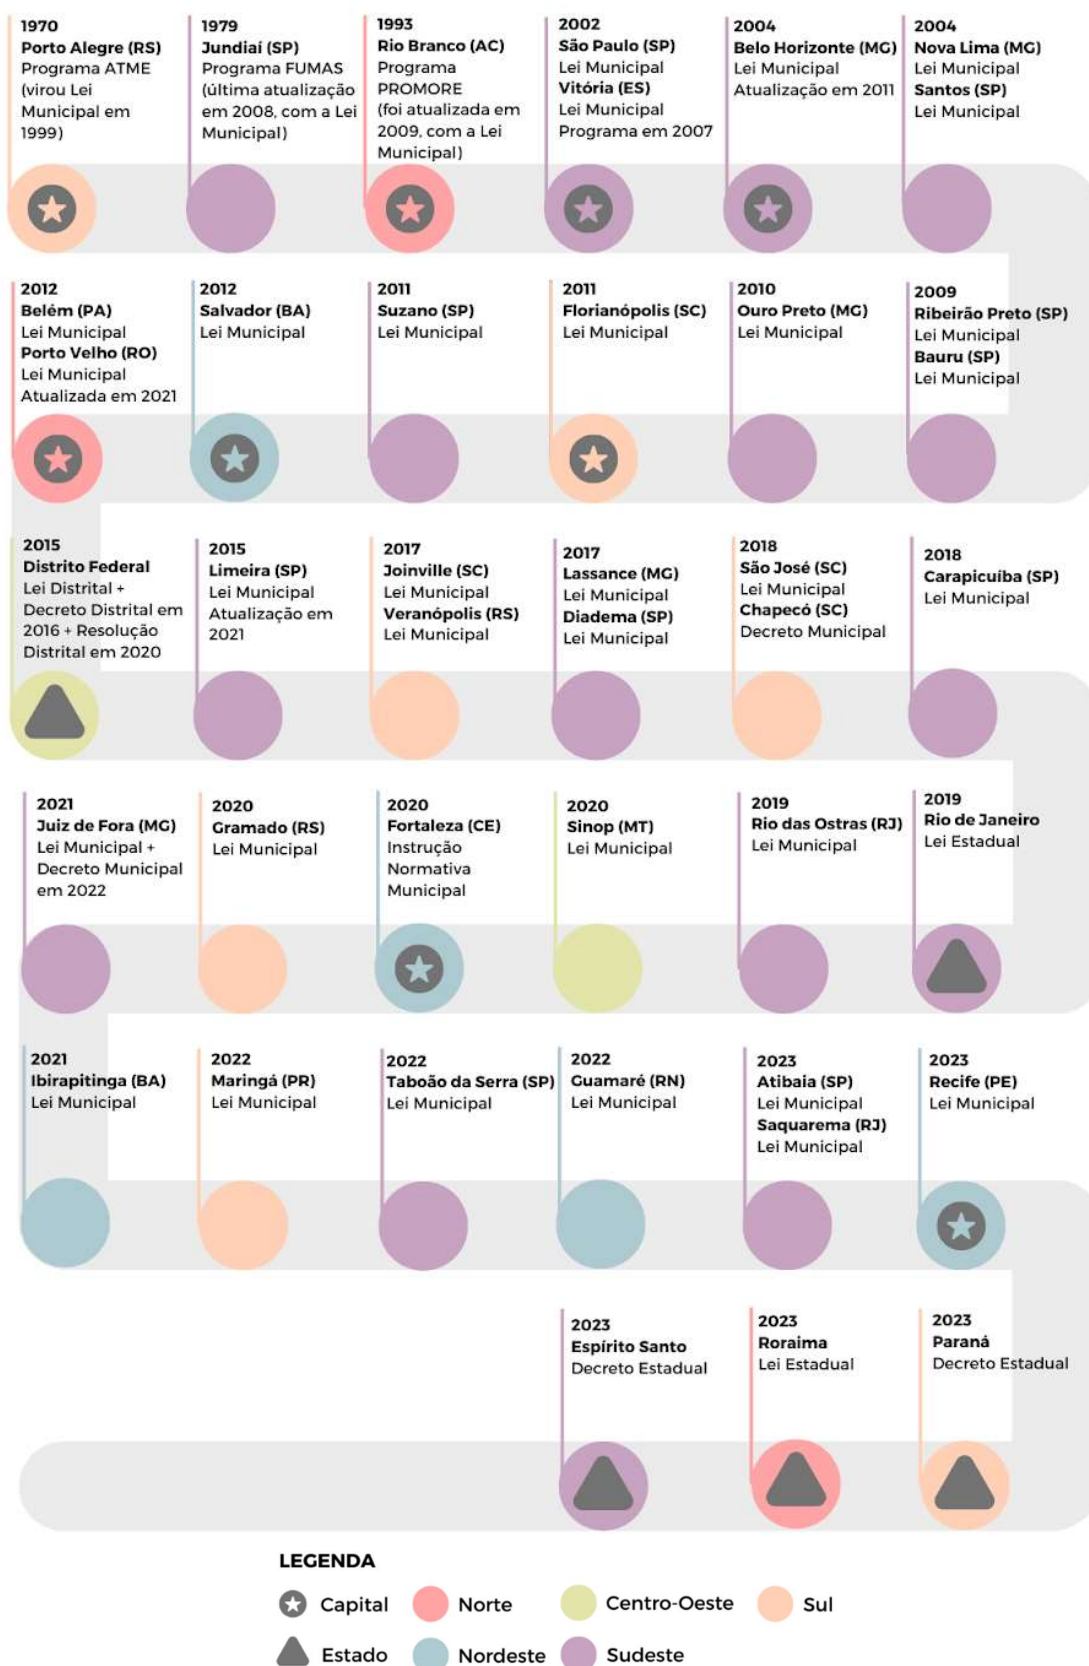 1970
Porto Alegre (RS)
Programa ATME
(virou Lei
Municipal em
1999)
1979
Jundiaí (SP)
Programa FUMAS
(última atualização
em 2008, com a Lei
Municipal)
1993
Rio Branco (AC)
Programa
PROMORE
(foi atualizada em
2009, com a Lei
Municipal)
2002
São Paulo (SP)
Lei Municipal
Vitória (ES)
Lei Municipal
Programa em 2007
2004
Belo Horizonte (MG)
Lei Municipal
Atualização em 2011
2004
Nova Lima (MG)
Lei Municipal
Santos (SP)
Lei Municipal
2012
Belém (PA)
Lei Municipal
Porto Velho (RO)
Lei Municipal
Atualizada em 2021
2012
Salvador (BA)
Lei Municipal
2011
Suzano (SP)
Lei Municipal
2011
Florianópolis (SC)
Lei Municipal
2010
Ouro Preto (MG)
Lei Municipal
2009
Ribeirão Preto (SP)
Lei Municipal
Bauru (SP)
Lei Municipal
2015
Distrito Federal
Lei Distrital +
Decreto Distrital em
2016 + Resolução
Distrital em 2020
2015
Limeira (SP)
Lei Municipal
Atualização em
2021
2017
Joinville (SC)
Lei Municipal
Veranópolis (RS)
Lei Municipal
2017
Lassance (MG)
Lei Municipal
Diadema (SP)
Lei Municipal
2018
São José (SC)
Lei Municipal
Chapecó (SC)
Decreto Municipal
2018
Carapicuíba (SP)
Lei Municipal
2021
Juiz de Fora (MG)
Lei Municipal +
Decreto Municipal
em 2022
2020
Gramado (RS)
Lei Municipal
2020
Fortaleza (CE)
Instrução
Normativa
Municipal
2020
Sinop (MT)
Lei Municipal
2019
Rio das Ostras (RJ)
Lei Municipal
2019
Rio de Janeiro
Lei Estadual
2021
Ibirapitinga (BA)
Lei Municipal
2022
Maringá (PR)
Lei Municipal
2022
Taboão da Serra (SP)
Lei Municipal
2022
Guamaré (RN)
Lei Municipal
2023
Atibaia (SP)
Lei Municipal
Saquarema (RJ)
Lei Municipal
2023
Recife (PE)
Lei Municipal
2023
Espírito Santo
Decreto Estadual
2023
Roraima
Lei Estadual
2023
Paraná
Decreto Estadual
LEGENDA
Capital
Norte
Centro-Oeste
Sul
Estado
Nordeste
Sudeste